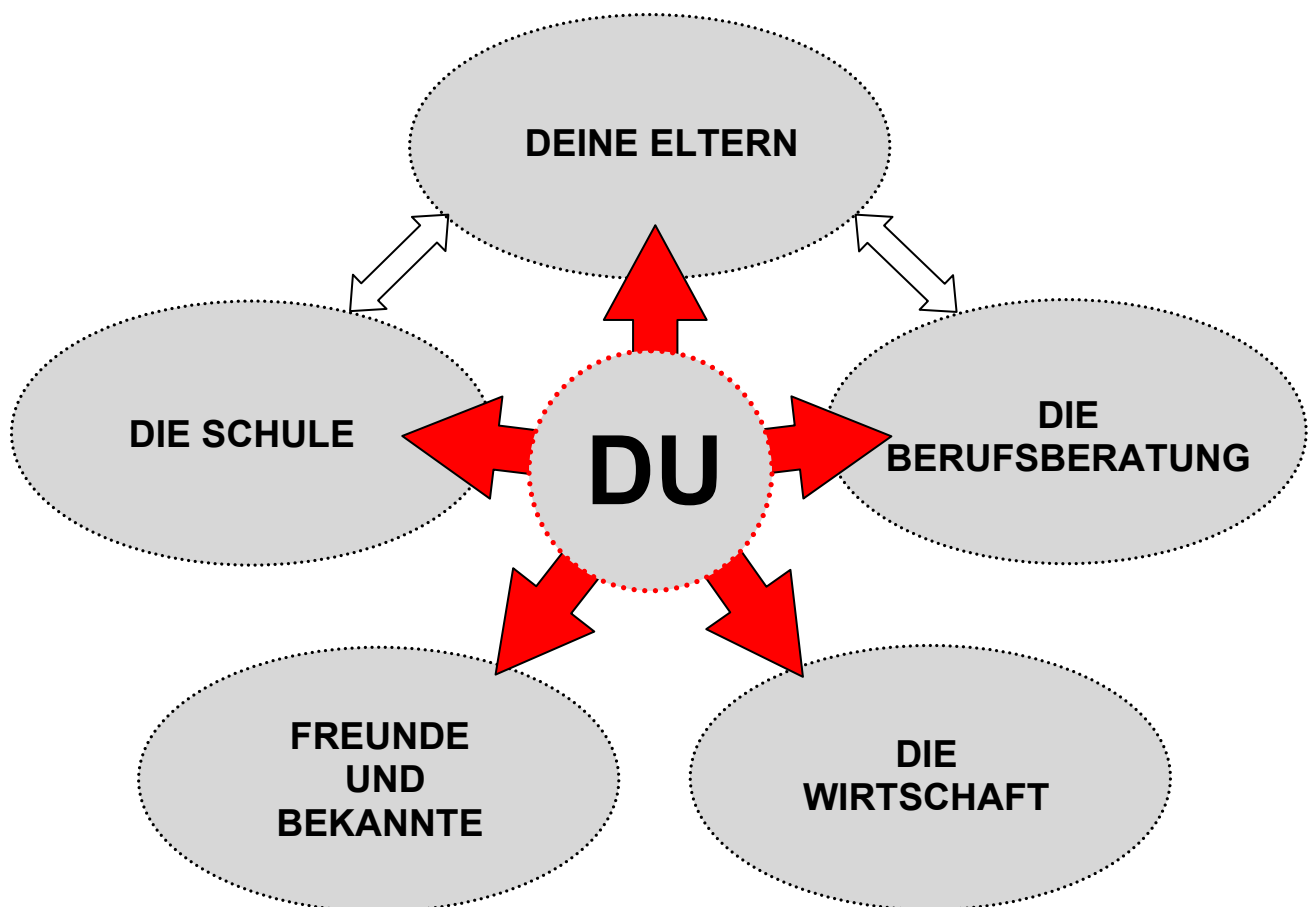 DEINE ELTERN
DIE SCHULE
DU
DIE
BERUFSBERATUNG
FREUNDE
UND
BEKANNTE
DIE
WIRTSCHAFT